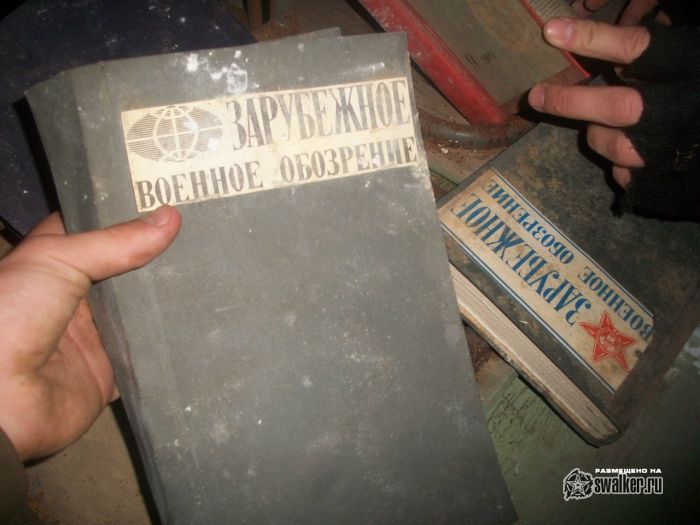 ЗАРУБЕЖНОЕ
ВОЕННОЕ ОБОЗРЕНИЕ
ЗАРУБЕЖНОЕ
ВОЕННОЕ ОБОЗРЕНИЕ
РАЗМЕЩЕНО НА
swalker.ru